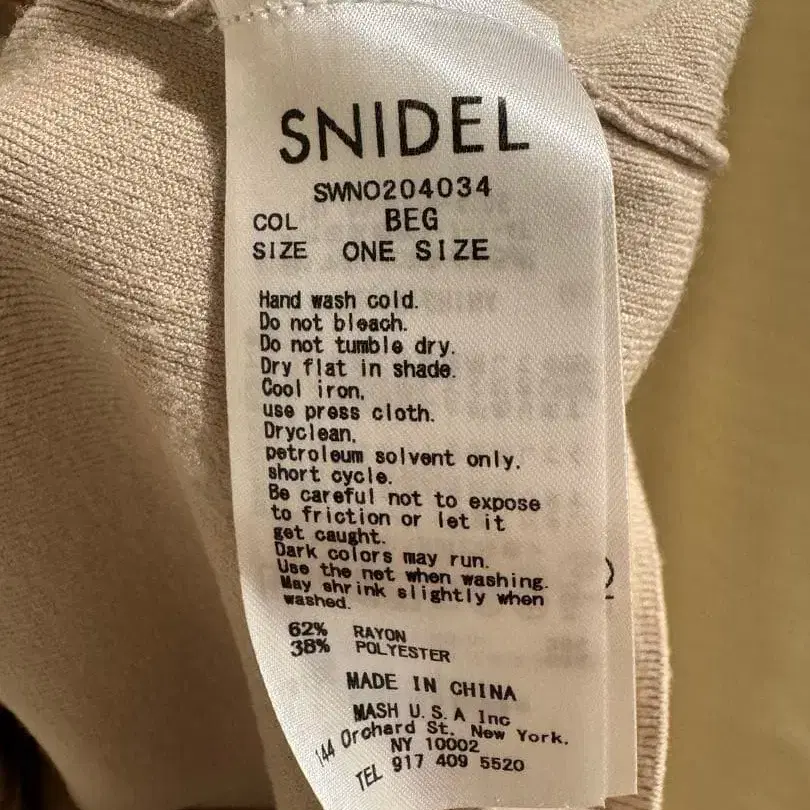 SNIDEL
SWNO204034
COL BEG
SIZE ONE SIZE
Hand wash cold.
Do not bleach.
Do not tumble dry.
Dry flat in shade.
Cool iron,
use press cloth.
Dryclean,
petroleum solvent only.
short cycle.
Be careful not to expose
to friction or let it
get caught.
Dark colors may run.
Use the net when washing.
May shrink slightly when
washed.
62% RAYON
38% POLYESTER
MADE IN CHINA
MASH U.S.A Inc
144 Orchard St. New York.
NY 10002
TEL 917 409 5520